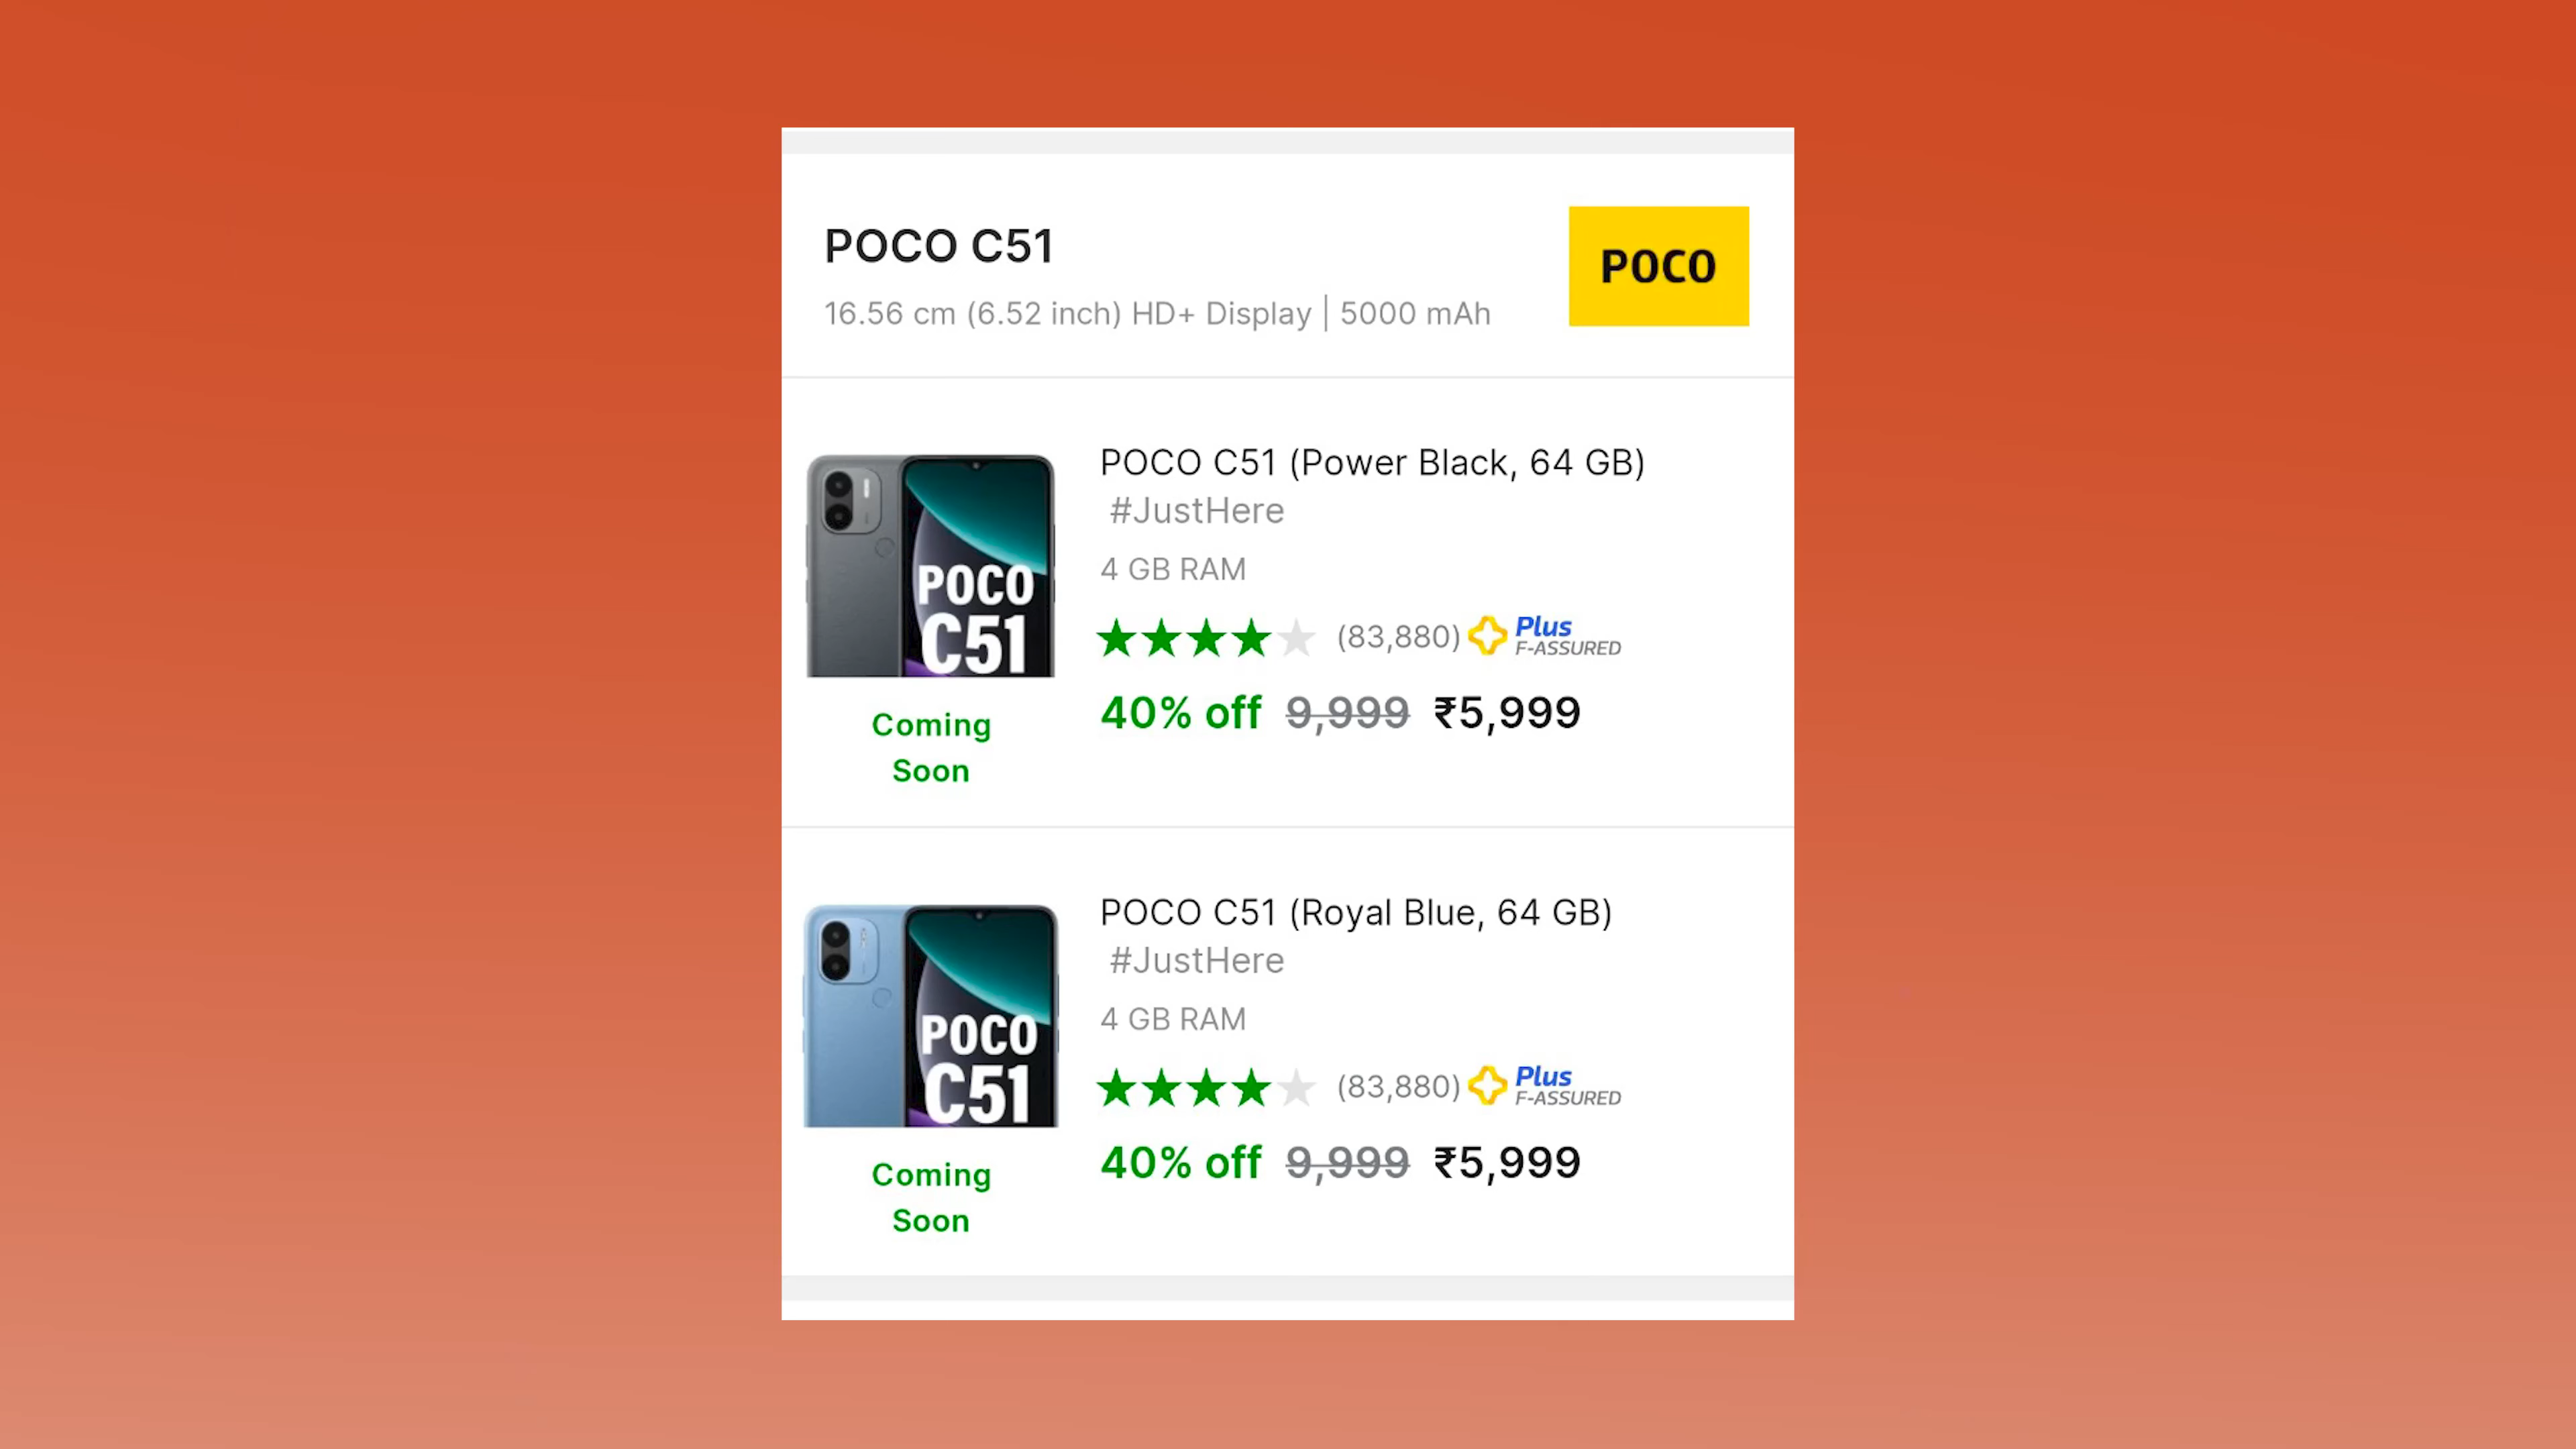 POCO C51
POCO
16.56 cm (6.52 inch) HD+ Display | 5000 mAh
POCO C51 (Power Black, 64 GB)
#JustHere
4 GB RAM
POCO
C51
(83,880) Plus
F-ASSURED
40% off 9,999 ₹5,999
Coming
Soon
POCO C51 (Royal Blue, 64 GB)
#JustHere
4 GB RAM
POCO
C51
(83,880) Plus
F-ASSURED
40% off 9,999 ₹5,999
Coming
Soon